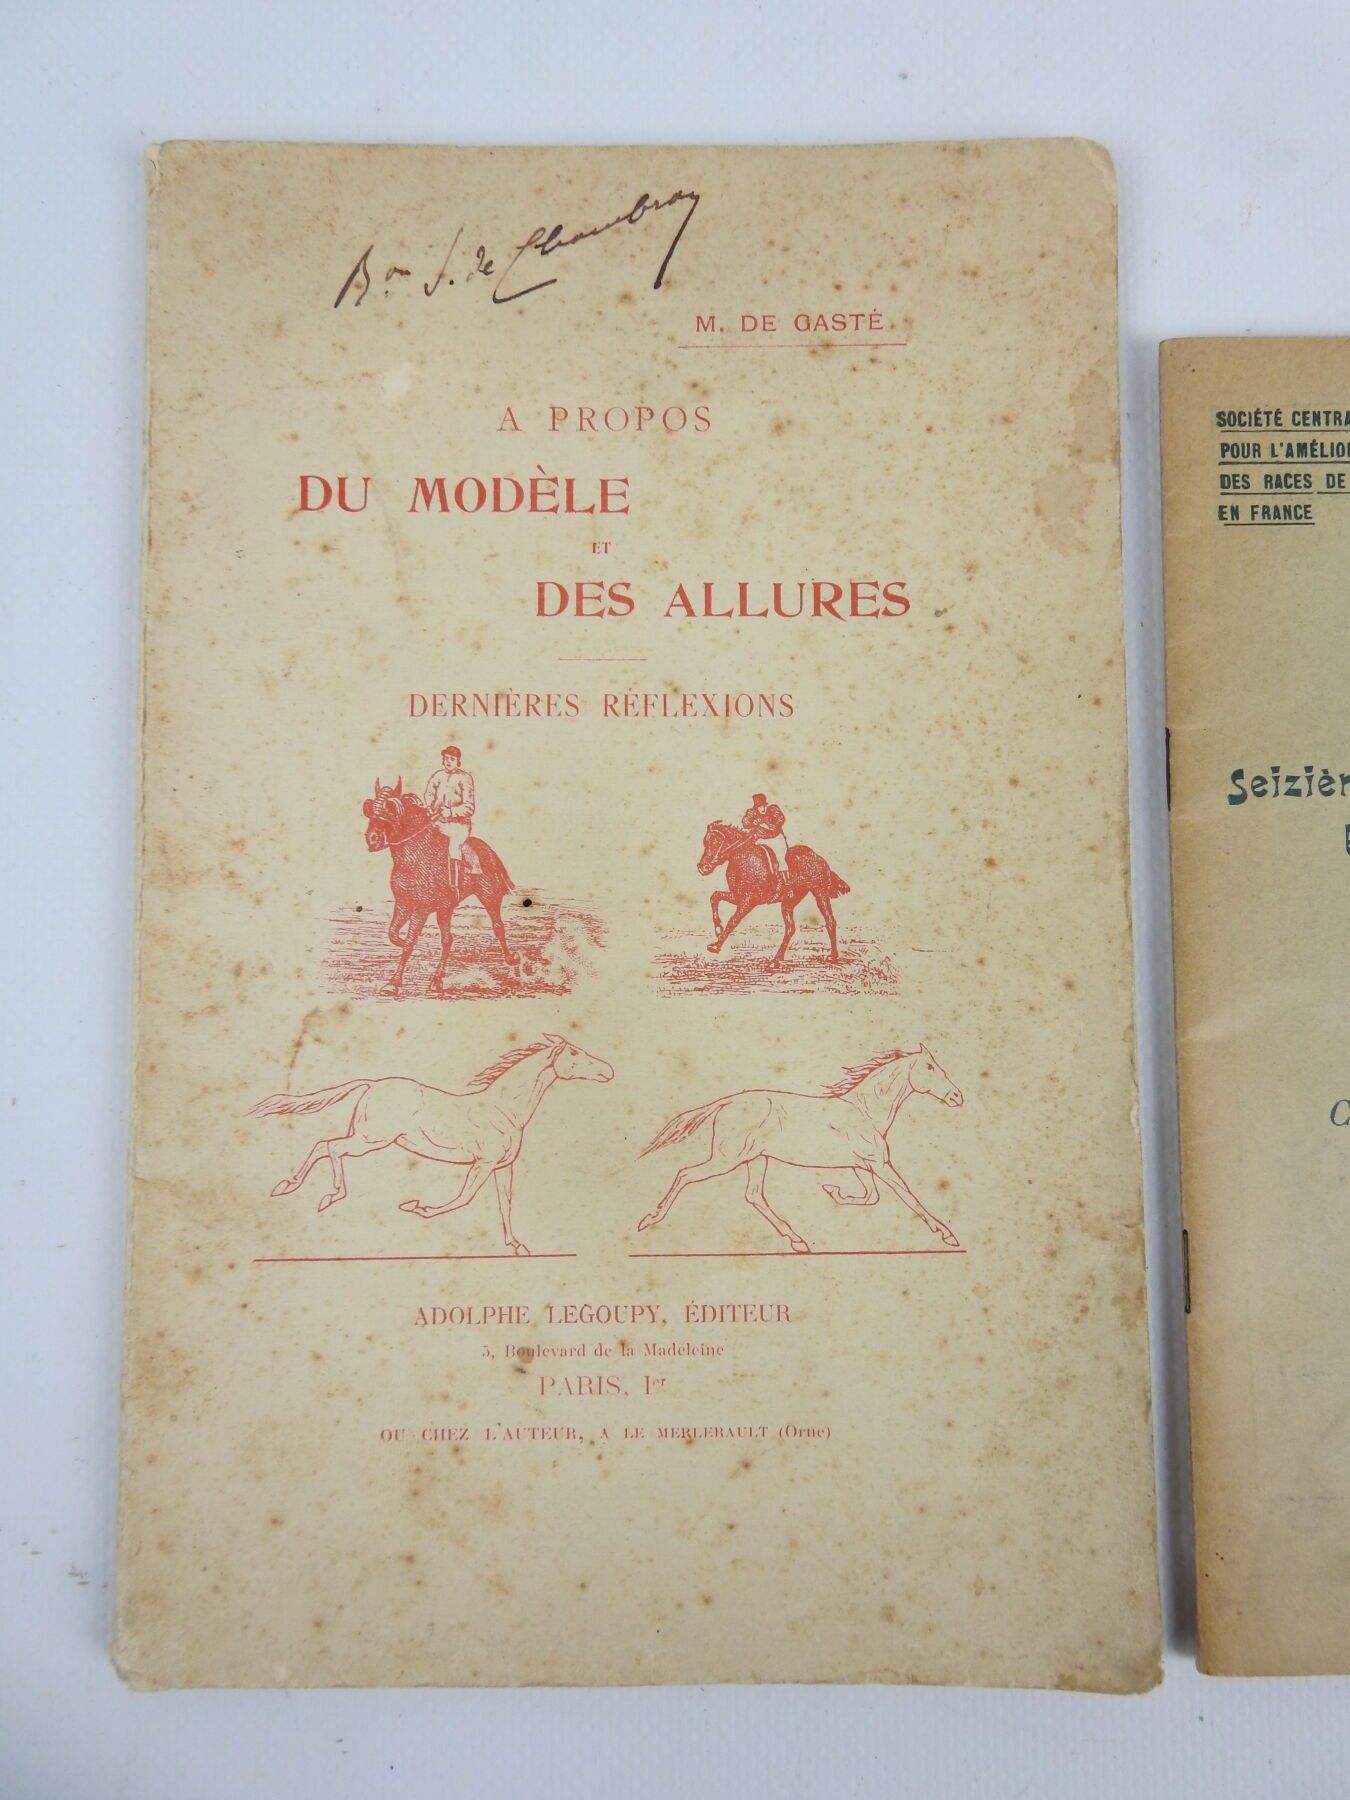 Bon J. de Chambray
M. DE GASTÉ
A PROPOS
DU MODÈLE
ET
DES ALLURES
DERNIÈRES RÉFLEXIONS
ADOLPHE LEGOUPY, ÉDITEUR
5, Boulevard de la Madeleine
PARIS, Ier
OU CHEZ L'AUTEUR, A LE MERLERAULT (Orne)
SOCIÉTÉ CENTRA
POUR L'AMÉLIO
DES RACES DE
EN FRANCE
Seizièr
C